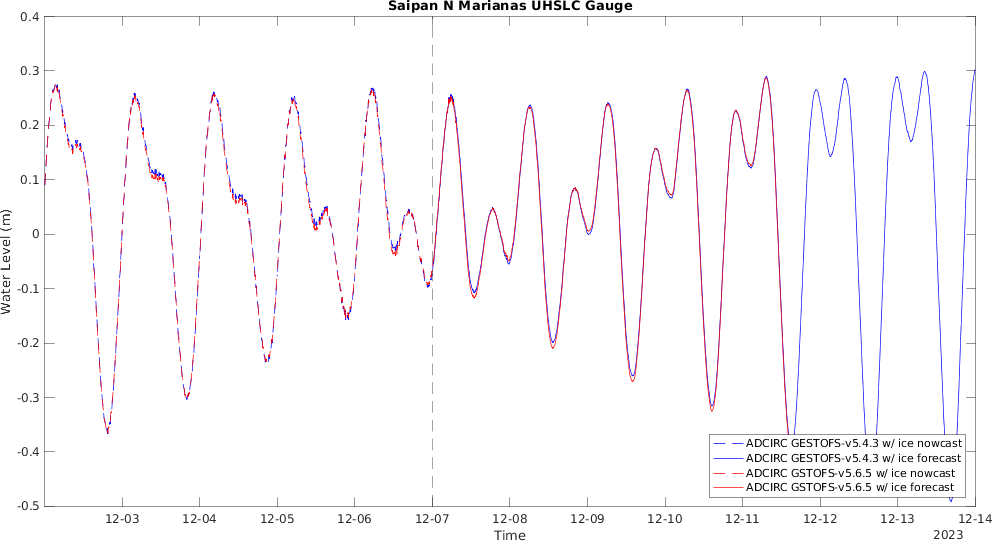 Saipan N Marianas UHSLC Gauge
0.4
0.3
0.2
0.1
0
-0.1
-0.2
-0.3
-0.4
-0.5
Water Level (m)
ADCIRC GESTOFS-v5.4.3 w/ ice nowcast
ADCIRC GESTOFS-v5.4.3 w/ ice forecast
ADCIRC GSTOFS-v5.6.5 w/ ice nowcast
ADCIRC GSTOFS-v5.6.5 w/ ice forecast
12-03 12-04 12-05 12-06 12-07 12-08 12-09 12-10 12-11 12-12 12-13 12-14
Time
2023